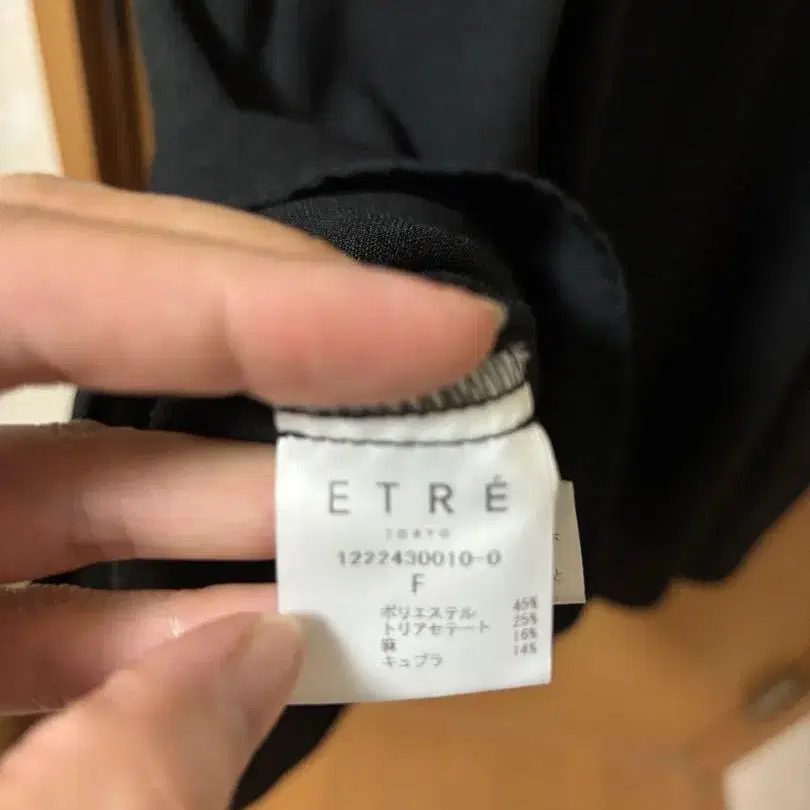 ETRÉ
TOKYO
1222430010-0
F
ポリエステル 45%
トリアセテート 25%
麻 16%
キュプラ 14%
と